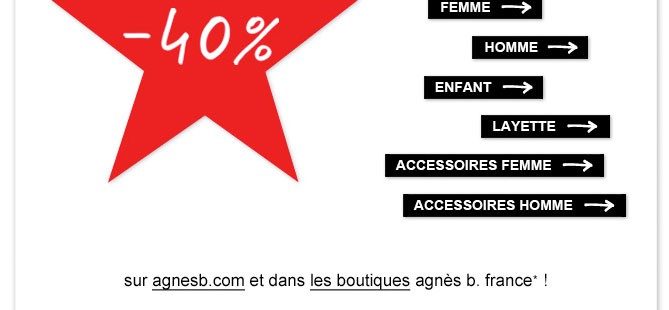 -40%
FEMME
HOMME
ENFANT
LAYETTE
ACCESSOIRES FEMME
ACCESSOIRES HOMME
sur agnesb.com et dans les boutiques agnès b. france* !